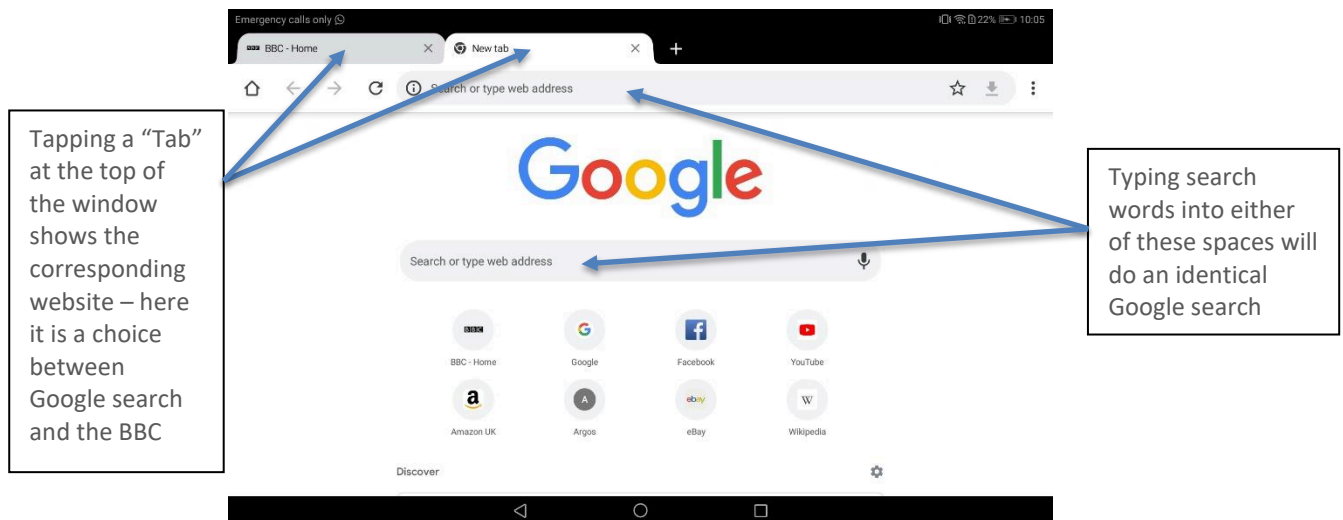 Emergency calls only
22% 10:05
BBC BBC - Home New tab
Search or type web address
Tapping a “Tab”
at the top of
the window
shows the
corresponding
website – here
it is a choice
between
Google search
and the BBC
Google
Search or type web address
Typing search
words into either
of these spaces will
do an identical
Google search
BBC G f
BBC - Home Google Facebook YouTube
a A ebay W
Amazon UK Argos eBay Wikipedia
Discover